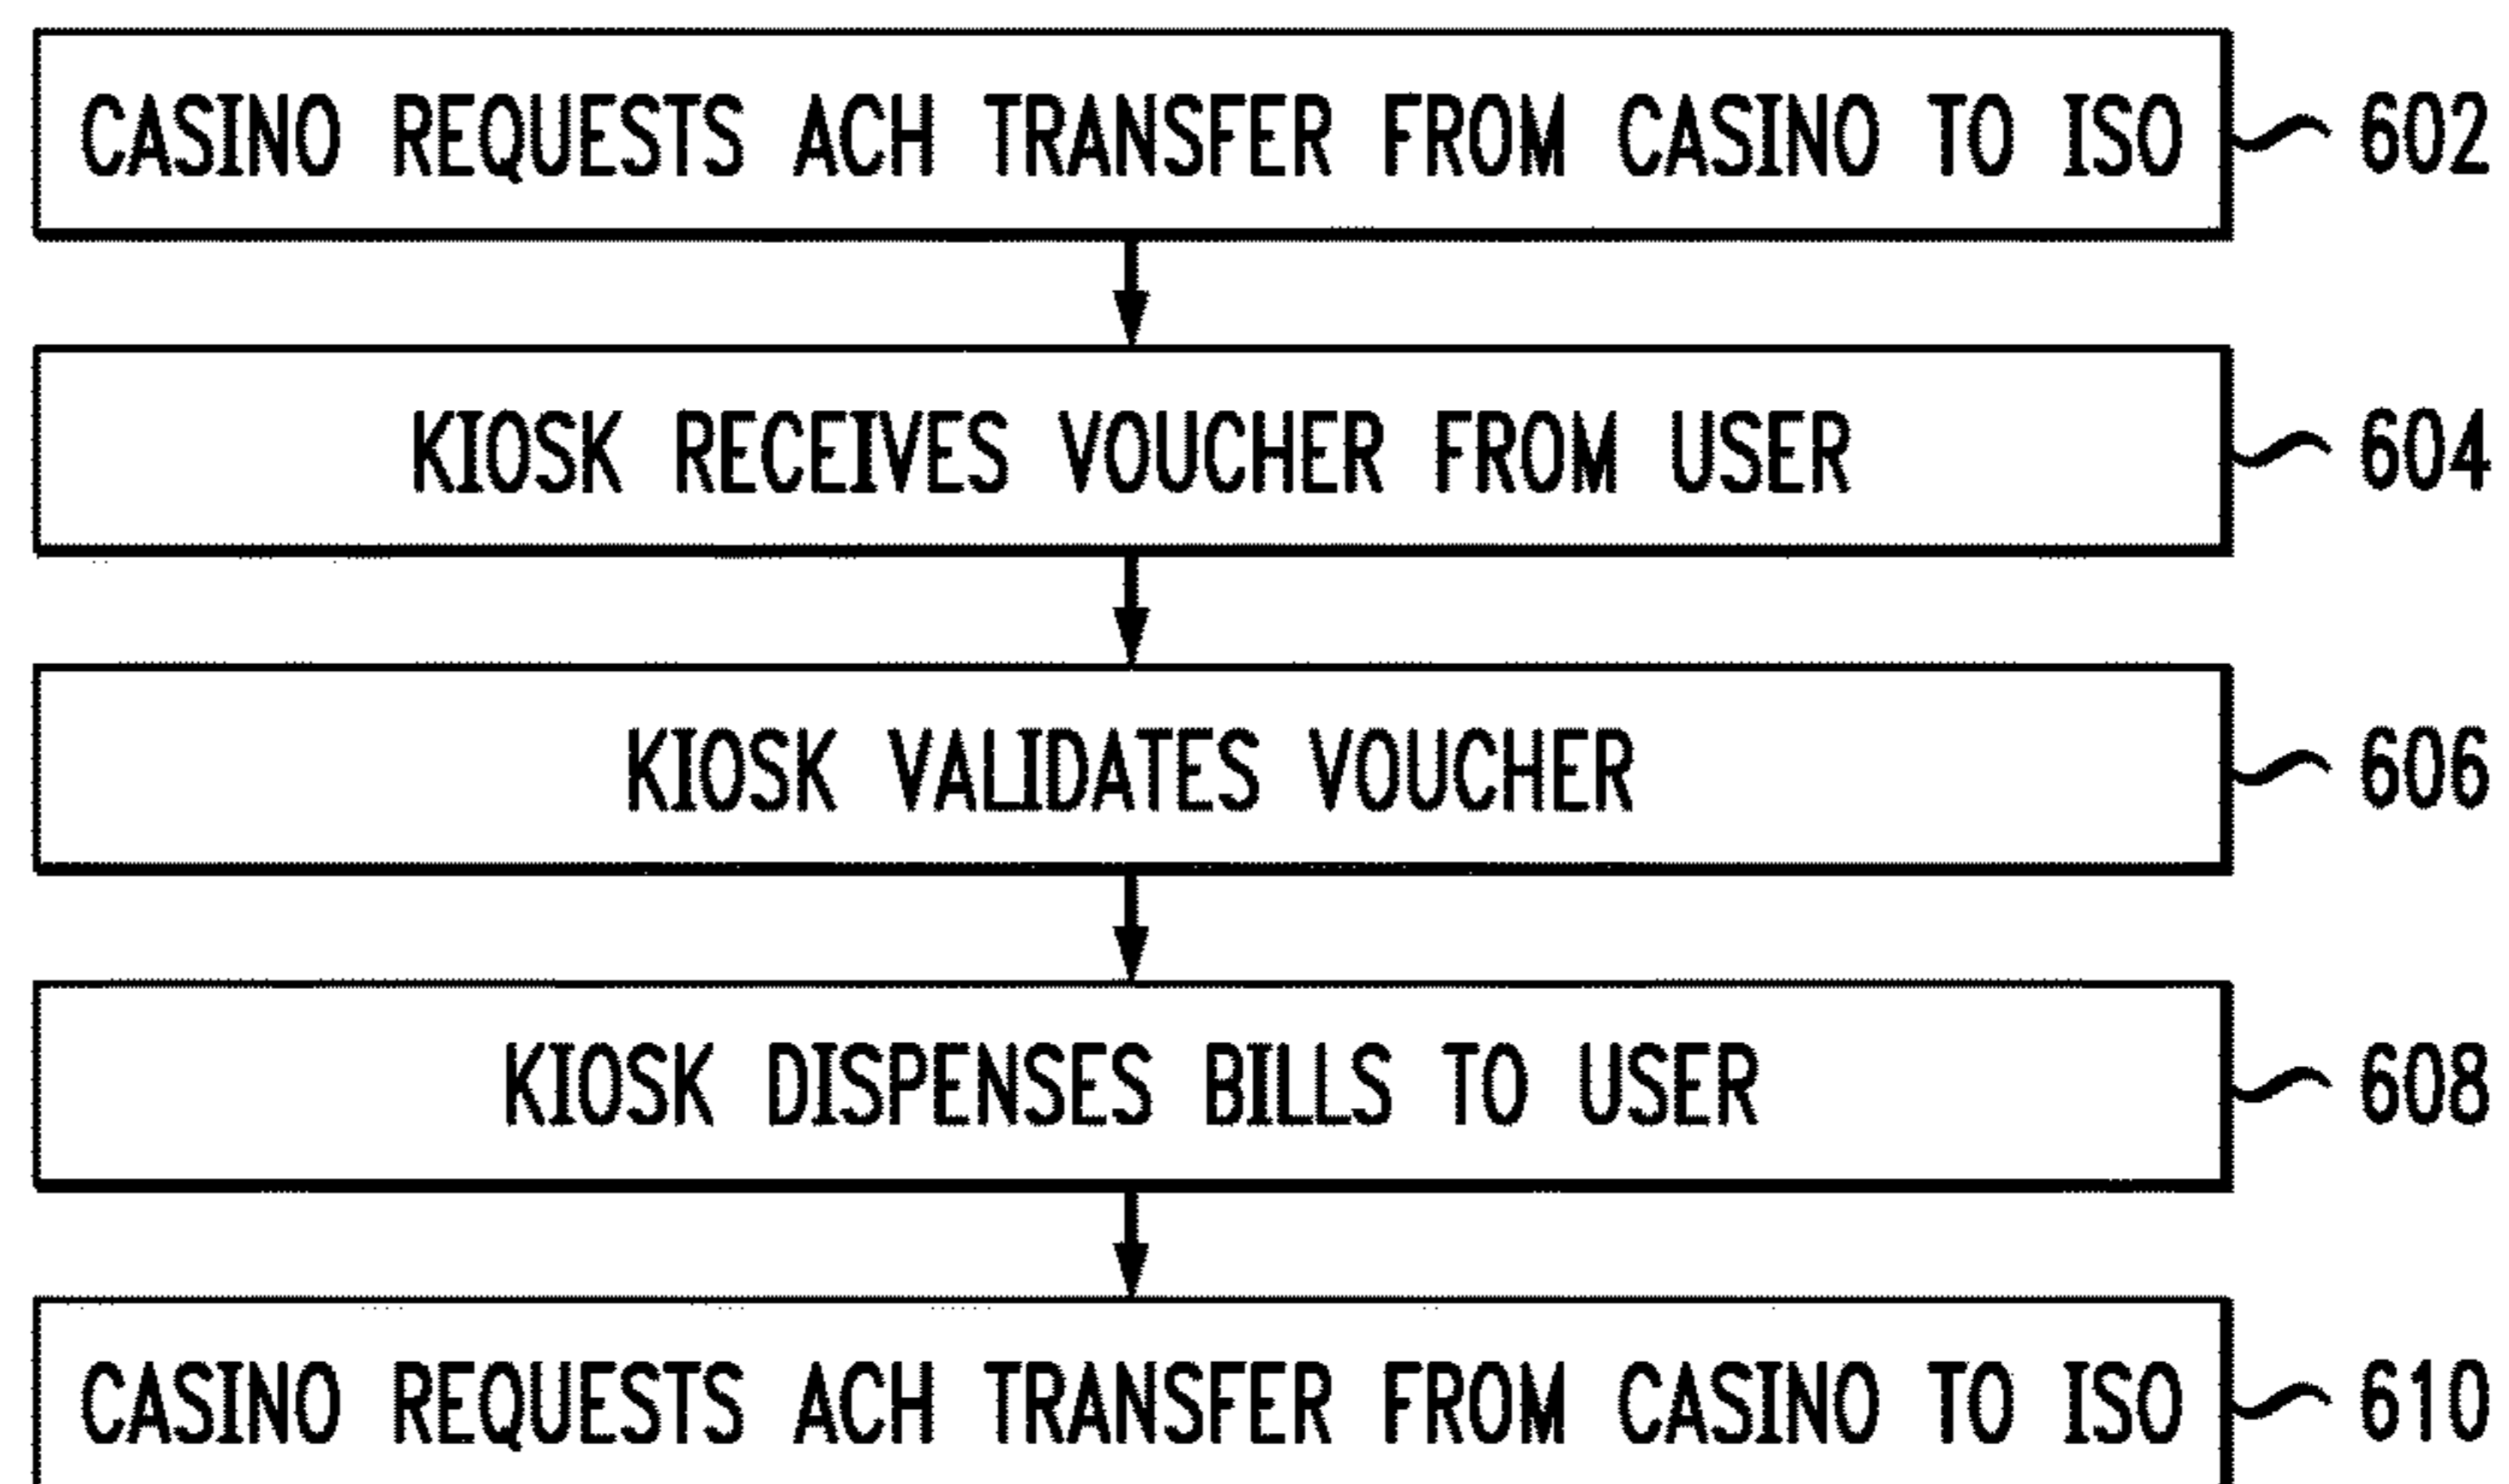 CASINO REQUESTS ACH TRANSFER FROM CASINO TO ISO 602
KIOSK RECEIVES VOUCHER FROM USER 604
KIOSK VALIDATES VOUCHER 606
KIOSK DISPENSES BILLS TO USER 608
CASINO REQUESTS ACH TRANSFER FROM CASINO TO ISO 610